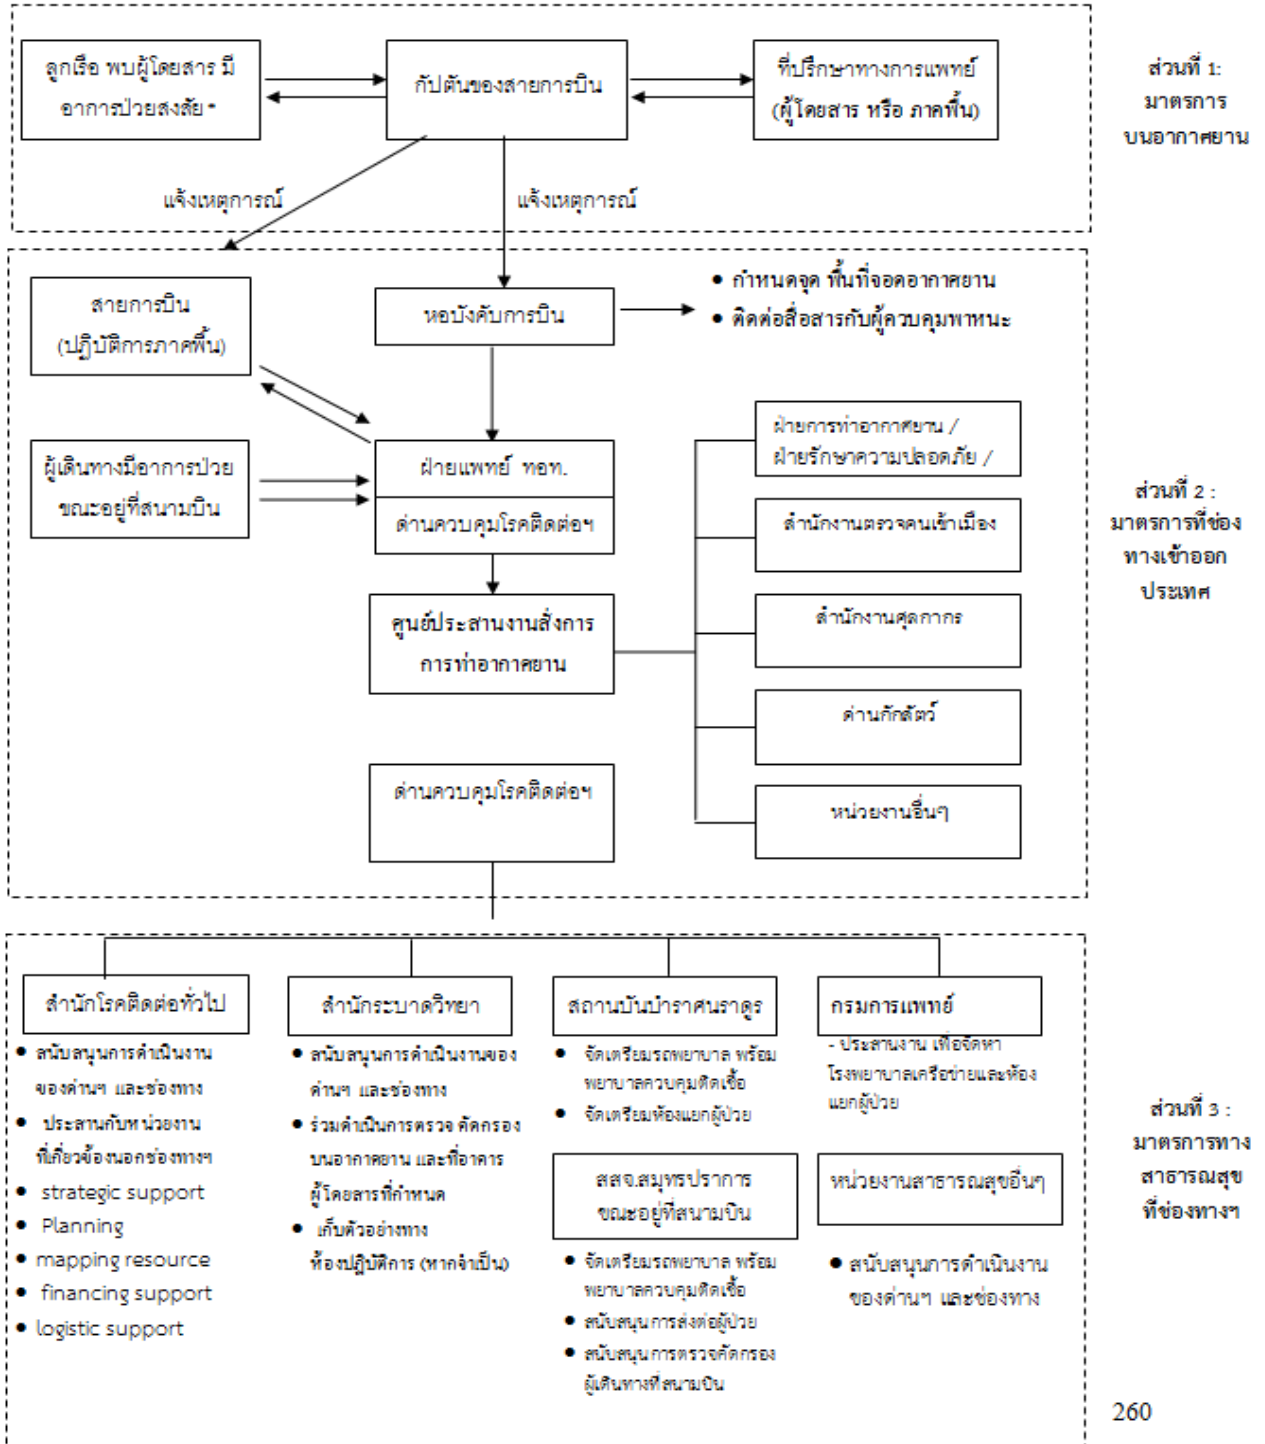 ลูกเรือ พบผู้โดยสาร มี
อาการป่วยสงสัย*
กัปตันของสายการบิน
ที่ปรึกษาทางการแพทย์
(ผู้โดยสาร หรือ ภาคพื้น)
ส่วนที่ 1:
มาตรการ
บนอากาศยาน
แจ้งเหตุการณ์
แจ้งเหตุการณ์
สายการบิน
(ปฏิบัติการภาคพื้น)
หอบังคับการบิน
• กำหนดจุด พื้นที่จอดอากาศยาน
• ติดต่อสื่อสารกับผู้ควบคุมพาหนะ
ผู้เดินทางมีอาการป่วย
ขณะอยู่ที่สนามบิน
ฝ่ายแพทย์ ทอท.
ด่านควบคุมโรคติดต่อฯ
ศูนย์ประสานงานสั่งการ
การท่าอากาศยาน
ด่านควบคุมโรคติดต่อฯ
ฝ่ายการท่าอากาศยาน /
ฝ่ายรักษาความปลอดภัย /
สำนักงานตรวจคนเข้าเมือง
สำนักงานศุลกากร
ด่านกักสัตว์
หน่วยงานอื่นๆ
ส่วนที่ 2 :
มาตรการที่ช่อง
ทางเข้าออก
ประเทศ
สำนักโรคติดต่อทั่วไป
• สนับสนุนการดำเนินงาน
ของด่านฯ และช่องทาง
• ประสานกับหน่วยงาน
ที่เกี่ยวข้องนอกช่องทางฯ
• strategic support
• Planning
• mapping resource
• financing support
• logistic support
สำนักระบาดวิทยา
• สนับสนุนการดำเนินงานของ
ด่านฯ และช่องทาง
• ร่วมดำเนินการตรวจ คัดกรอง
บนอากาศยาน และที่อาคาร
ผู้โดยสารที่กำหนด
• เก็บตัวอย่างทาง
ห้องปฏิบัติการ (หากจำเป็น)
สถานบันบำราศนราดูร
• จัดเตรียมรถพยาบาล พร้อม
พยาบาลควบคุมติดเชื้อ
• จัดเตรียมห้องแยกผู้ป่วย
สสจ.สมุทรปราการ
ขณะอยู่ที่สนามบิน
• จัดเตรียมรถพยาบาล พร้อม
พยาบาลควบคุมติดเชื้อ
• สนับสนุนการส่งต่อผู้ป่วย
• สนับสนุนการตรวจคัดกรอง
ผู้เดินทางที่สนามบิน
กรมการแพทย์
- ประสานงาน เพื่อจัดหา
โรงพยาบาลเครือข่ายและห้อง
แยกผู้ป่วย
หน่วยงานสาธารณสุขอื่นๆ
• สนับสนุนการดำเนินงาน
ของด่านฯ และช่องทาง
ส่วนที่ 3 :
มาตรการทาง
สาธารณสุข
ที่ช่องทางฯ
260